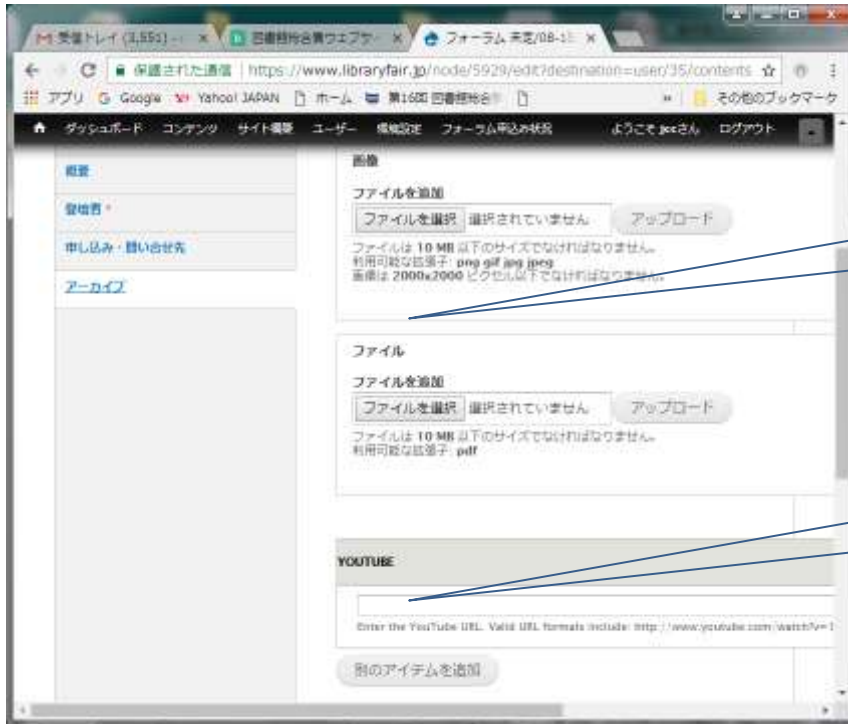 受信トレイ (3,551) -
図書館総合展ウエブサー
フォーラム 未定/08-1
保護された通信 | https://www.libraryfair.jp/node/5929/edit?destination=user/35/contents
アプリ Google Yahoo! JAPAN ホーム 第16回 図書館総合 » その他のブックマーク
ダッシュボード コンテンツ サイト構築 ユーザー 環境設定 フォーラム申込み状況 ようこそ jccさん ログアウト
概要
登壇者 *
申し込み・問い合せ先
アーカイブ
画像
ファイルを追加
ファイルを選択 選択されていません アップロード
ファイルは 10 MB 以下のサイズでなければなりません。
利用可能な拡張子: png gif jpg jpeg
画像は 2000x2000 ピクセル以下でなければなりません。
ファイル
ファイルを追加
ファイルを選択 選択されていません アップロード
ファイルは 10 MB 以下のサイズでなければなりません。
利用可能な拡張子: pdf
YOUTUBE
Enter the YouTube URL. Valid URL formats include: http://www.youtube.com/watch?v=1
別のアイテムを追加